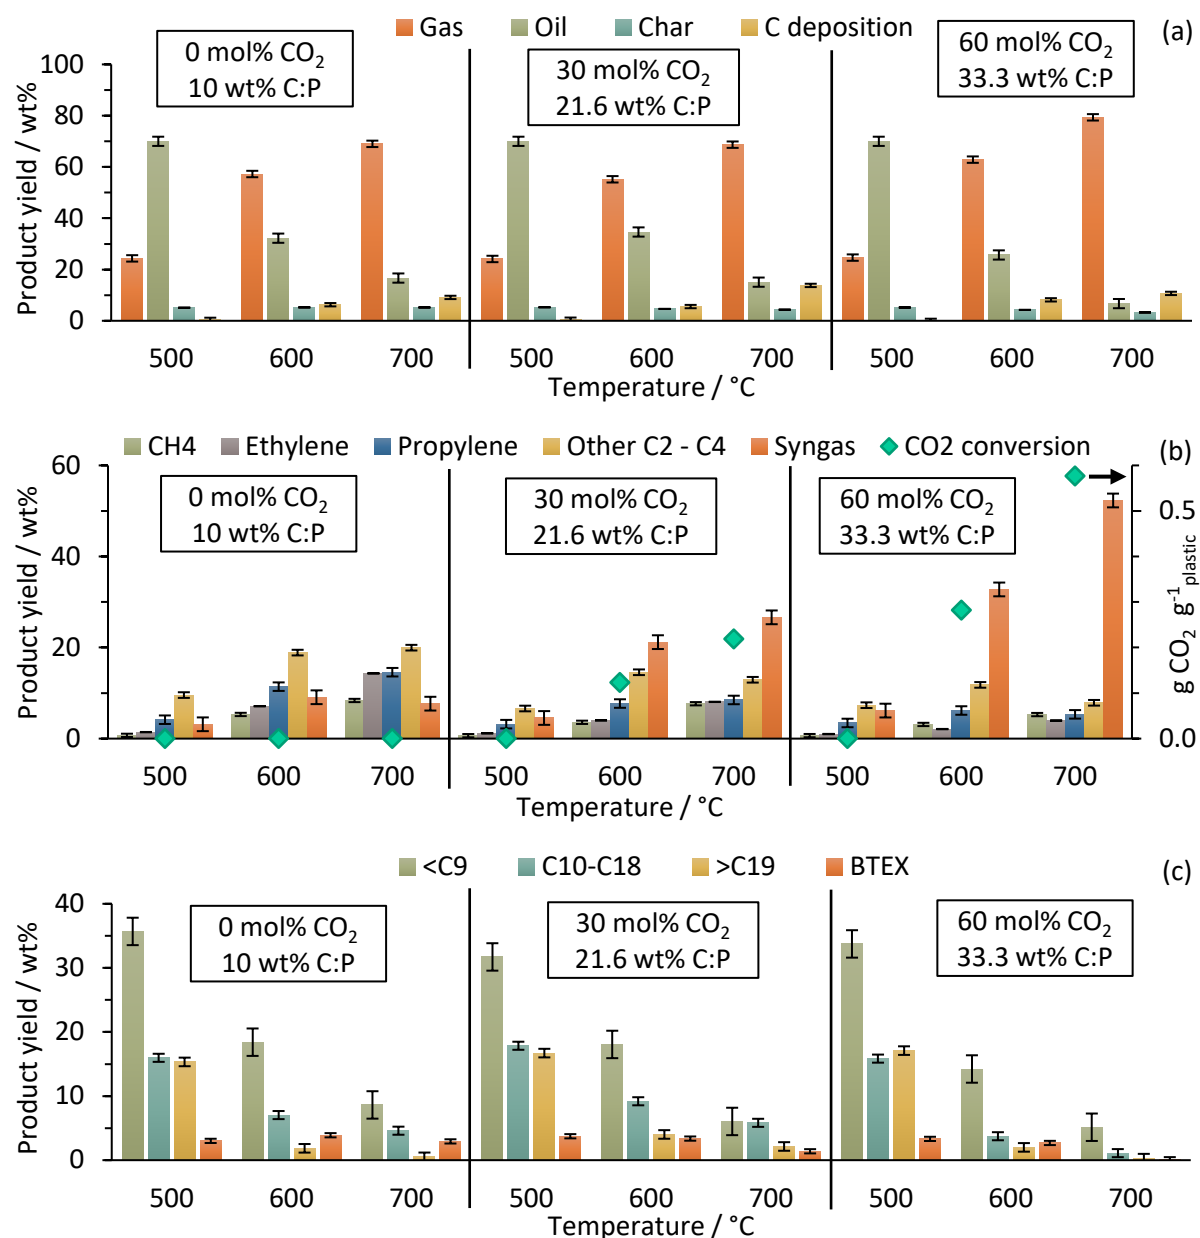 Gas Oil Char C deposition (a)
0 mol% CO₂
10 wt% C:P
30 mol% CO₂
21.6 wt% C:P
60 mol% CO₂
33.3 wt% C:P
Product yield / wt%
100
80
60
40
20
0
500 600 700 500 600 700 500 600 700
Temperature / °C
CH4 Ethylene Propylene Other C2 - C4 Syngas CO2 conversion (b)
0 mol% CO₂
10 wt% C:P
30 mol% CO₂
21.6 wt% C:P
60 mol% CO₂
33.3 wt% C:P
Product yield / wt%
60
40
20
0
0.5
0.0
g CO₂ g⁻¹plastic
500 600 700 500 600 700 500 600 700
Temperature / °C
<C9 C10-C18 >C19 BTEX (c)
0 mol% CO₂
10 wt% C:P
30 mol% CO₂
21.6 wt% C:P
60 mol% CO₂
33.3 wt% C:P
Product yield / wt%
40
30
20
10
0
500 600 700 500 600 700 500 600 700
Temperature / °C